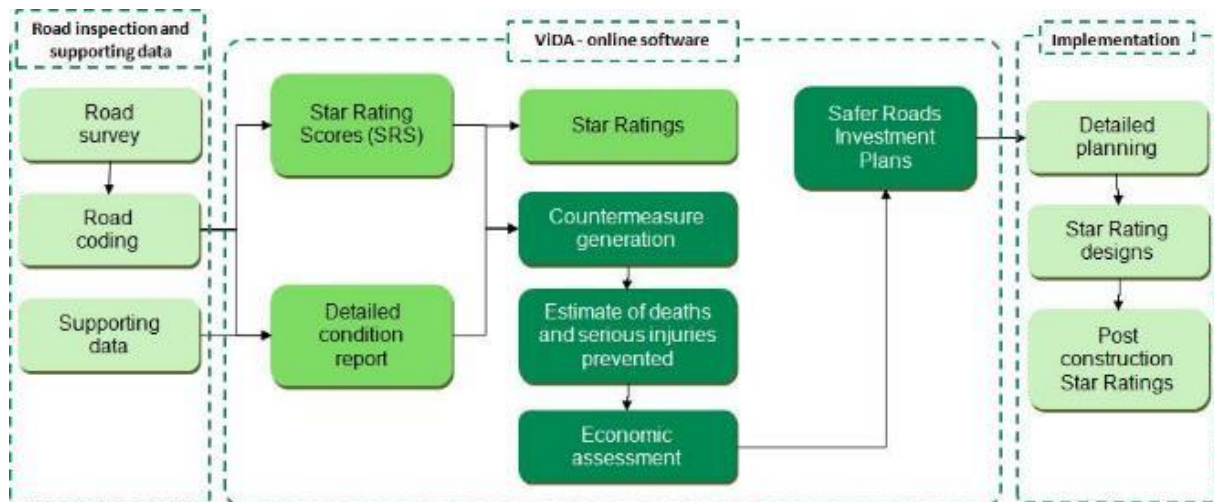 Road inspection and
supporting data
Road
survey
Road
coding
Supporting
data
ViDA - online software
Star Rating
Scores (SRS)
Detailed
condition
report
Star Ratings
Countermeasure
generation
Estimate of deaths
and serious injuries
prevented
Economic
assessment
Safer Roads
Investment
Plans
Implementation
Detailed
planning
Star Rating
designs
Post
construction
Star Ratings